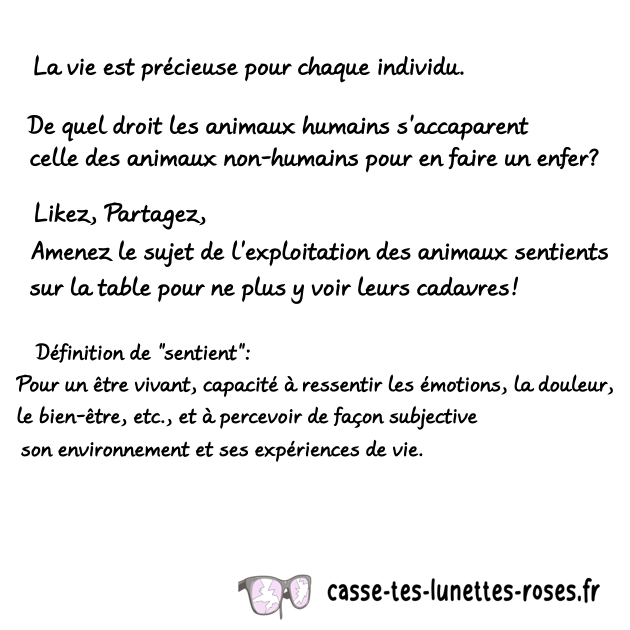 La vie est précieuse pour chaque individu.
De quel droit les animaux humains s'accaparent
celle des animaux non-humains pour en faire un enfer?
Likez, Partagez,
Amenez le sujet de l'exploitation des animaux sentients
sur la table pour ne plus y voir leurs cadavres!
Définition de "sentient":
Pour un être vivant, capacité à ressentir les émotions, la douleur,
le bien-être, etc., et à percevoir de façon subjective
son environnement et ses expériences de vie.
casse-tes-lunettes-roses.fr